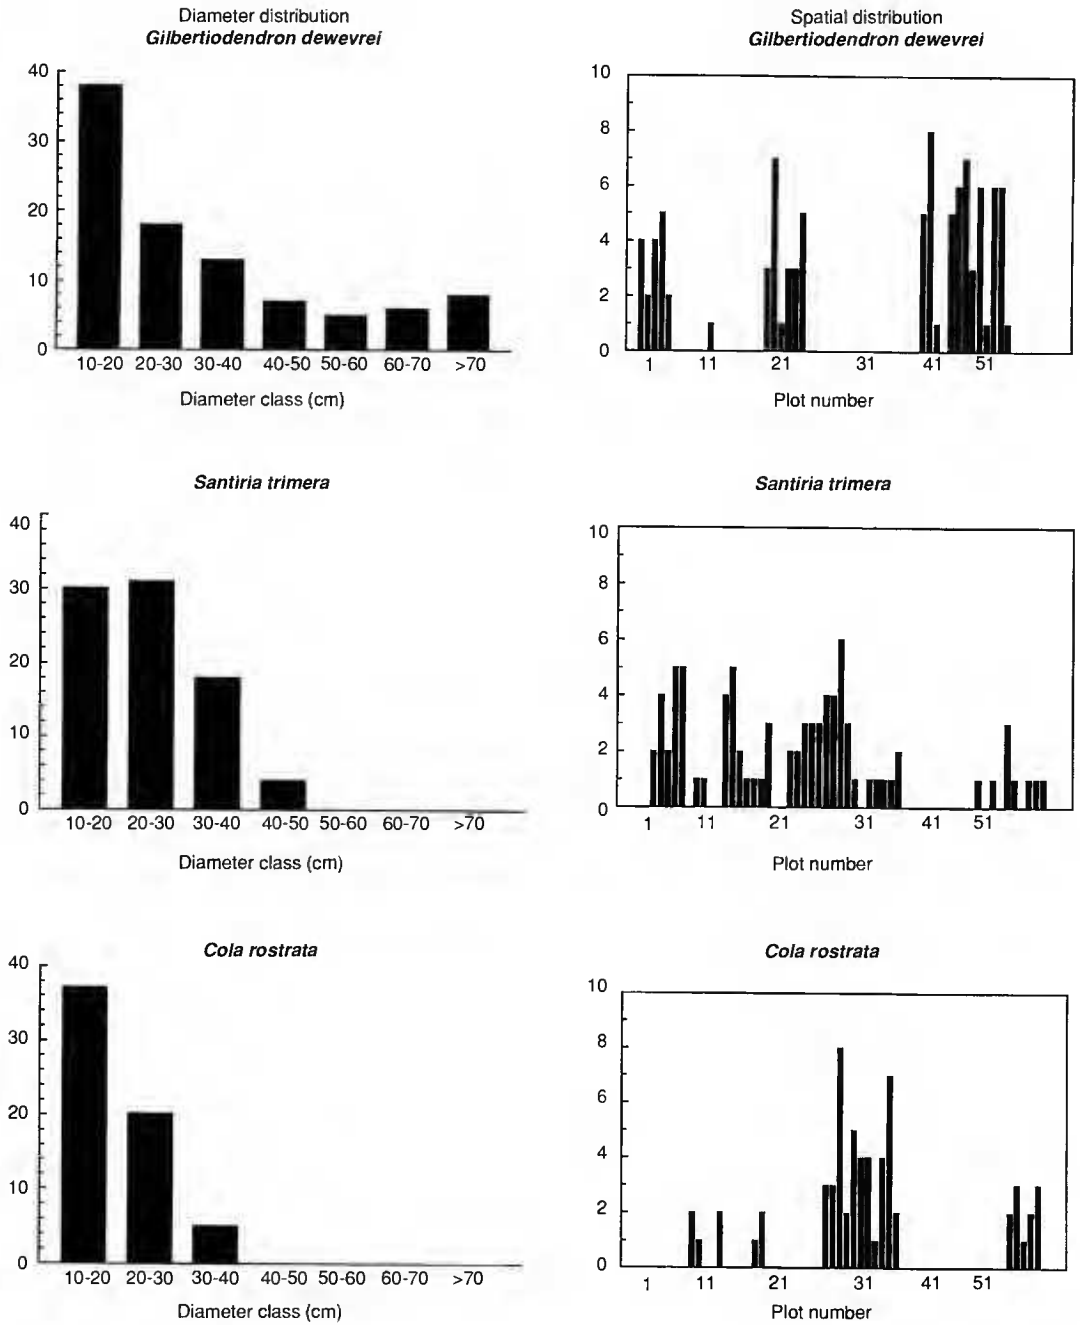 Diameter distribution
Gilbertiodendron dewevrei
40
30
20
10
0
10-20 20-30 30-40 40-50 50-60 60-70 >70
Diameter class (cm)
Spatial distribution
Gilbertiodendron dewevrei
10
8
6
4
2
0
1 11 21 31 41 51
Plot number
Santiria trimera
40
30
20
10
0
10-20 20-30 30-40 40-50 50-60 60-70 >70
Diameter class (cm)
Santiria trimera
10
8
6
4
2
0
1 11 21 31 41 51
Plot number
Cola rostrata
40
30
20
10
0
10-20 20-30 30-40 40-50 50-60 60-70 >70
Diameter class (cm)
Cola rostrata
10
8
6
4
2
0
1 11 21 31 41 51
Plot number